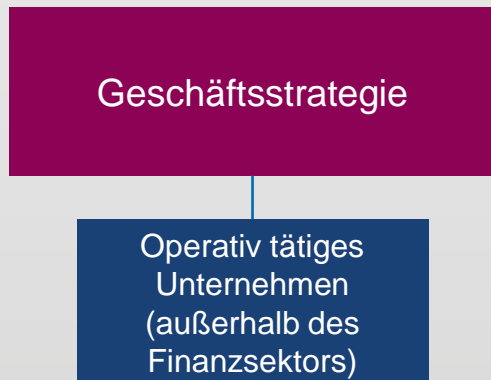 Geschäftsstrategie
Operativ tätiges
Unternehmen
(außerhalb des
Finanzsektors)